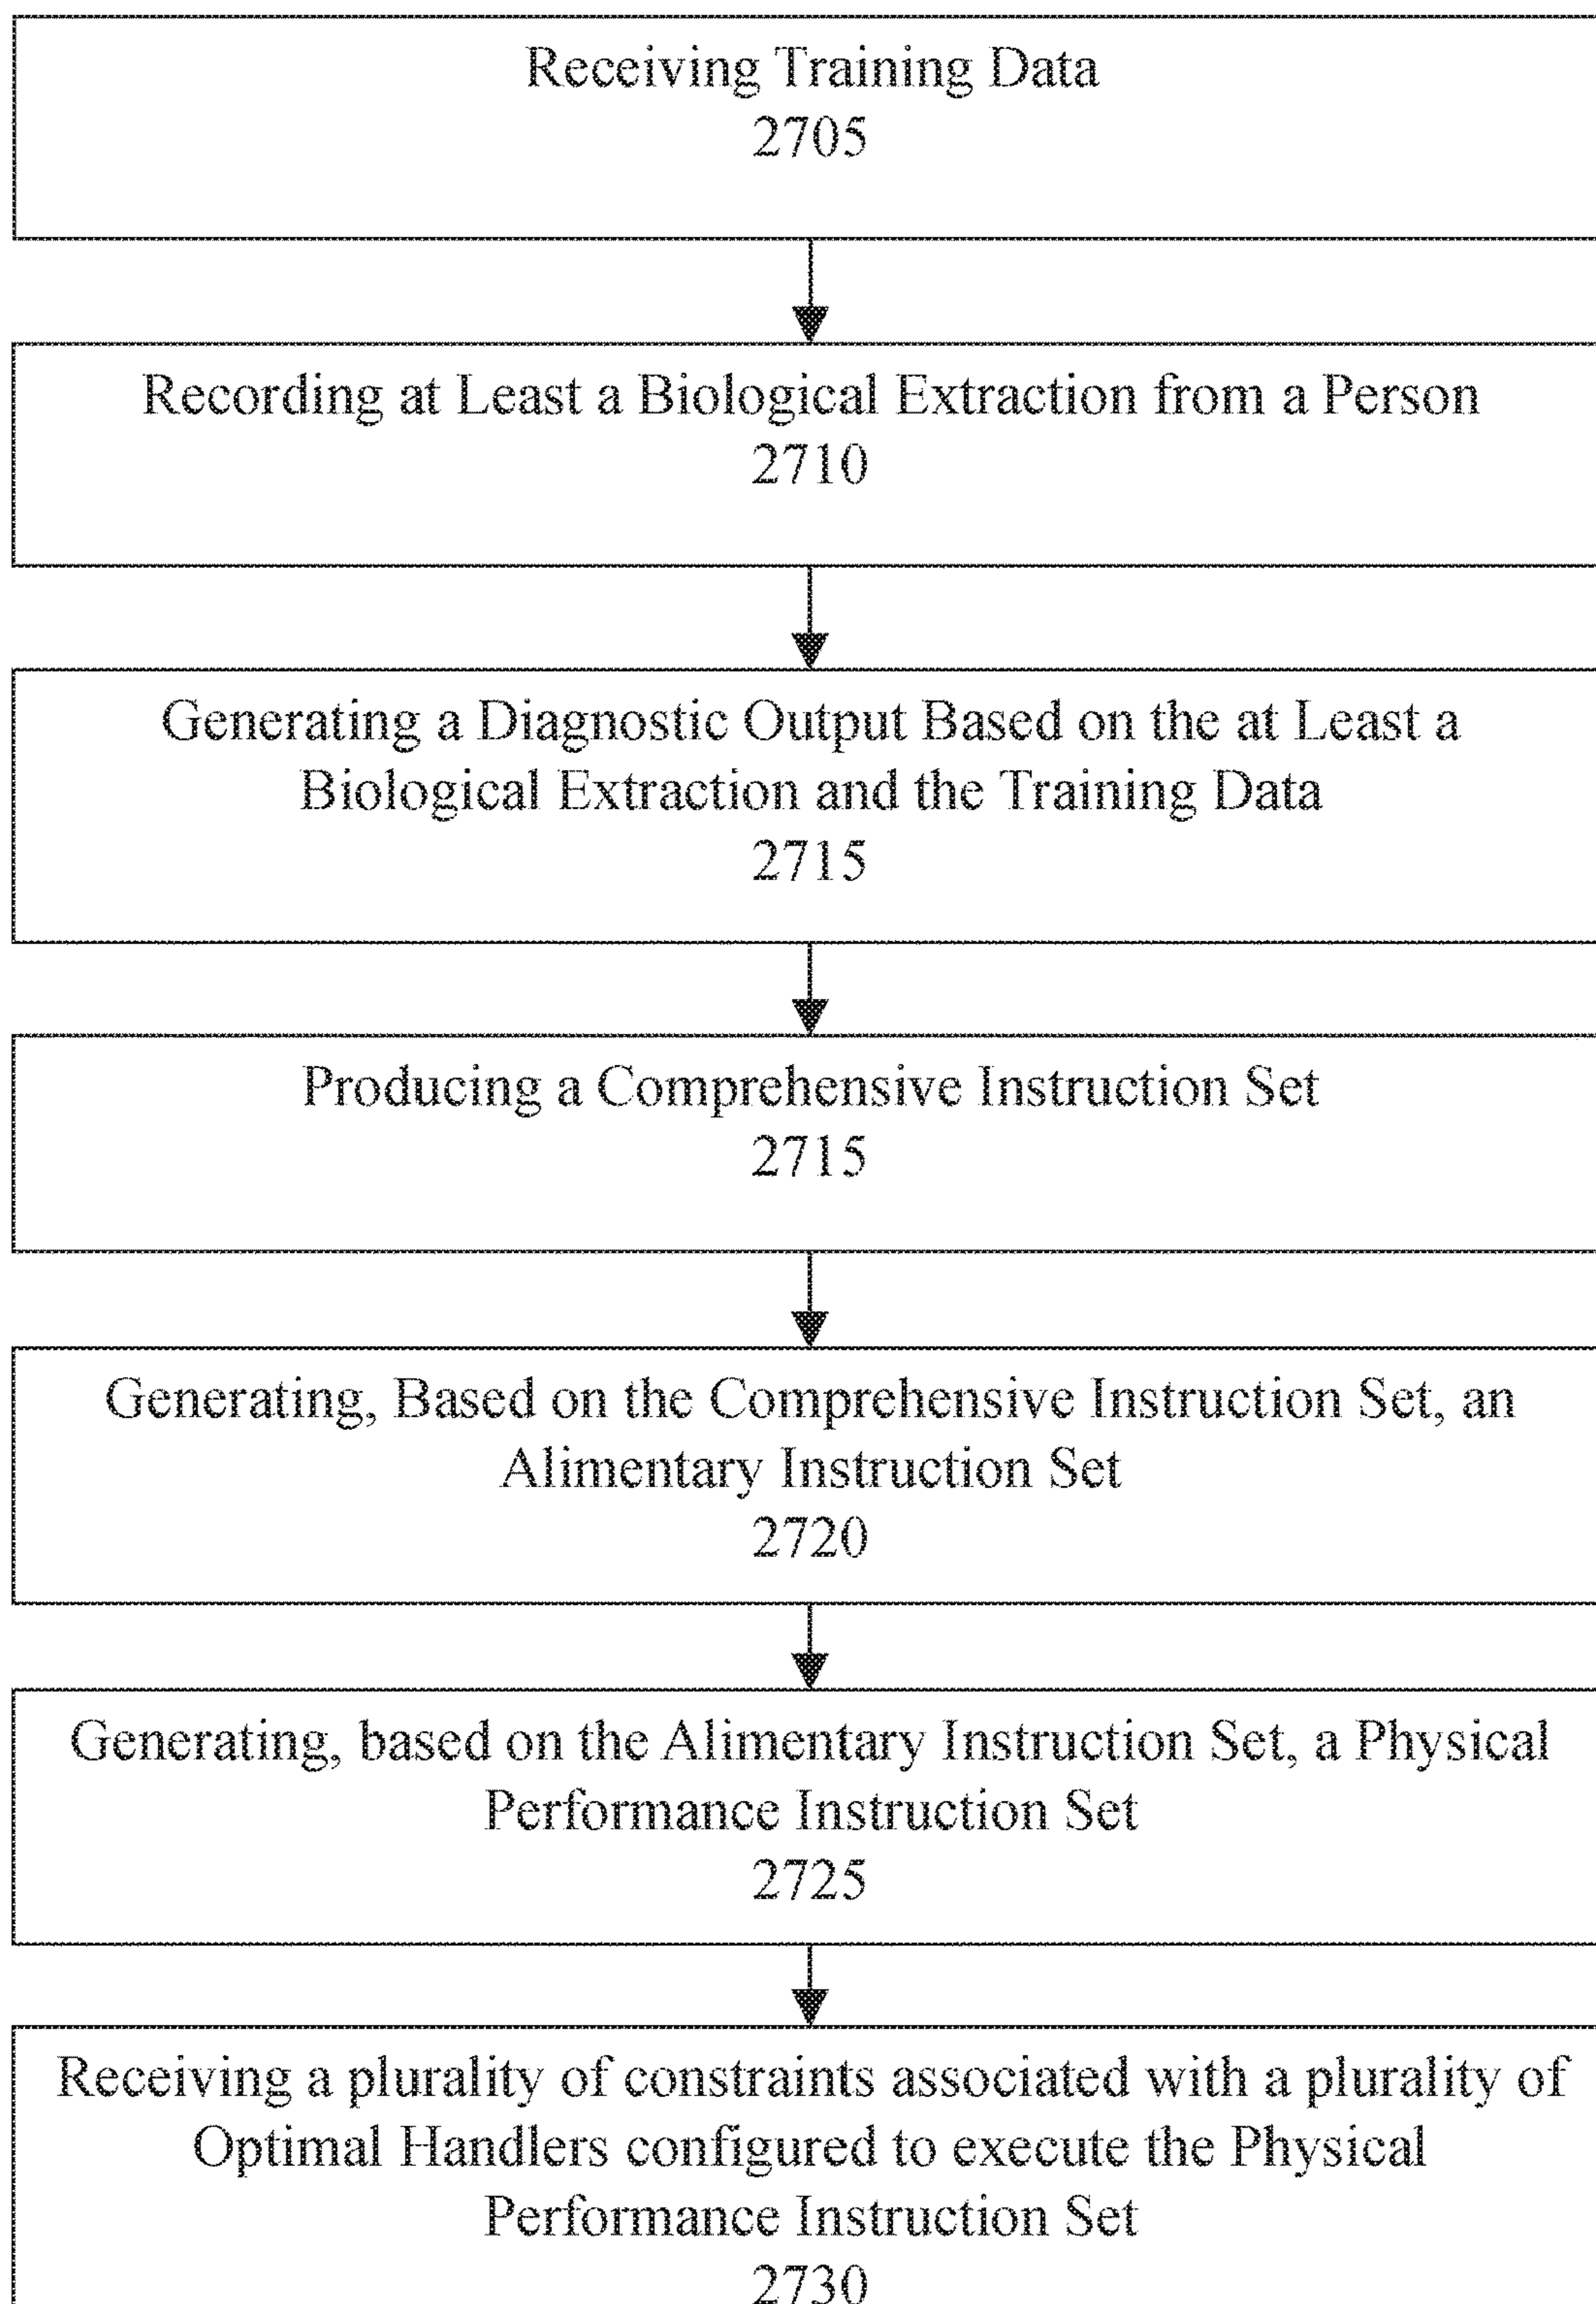 Receiving Training Data
2705
Recording at Least a Biological Extraction from a Person
2710
Generating a Diagnostic Output Based on the at Least a
Biological Extraction and the Training Data
2715
Producing a Comprehensive Instruction Set
2715
Generating, Based on the Comprehensive Instruction Set, an
Alimentary Instruction Set
2720
Generating, based on the Alimentary Instruction Set, a Physical
Performance Instruction Set
2725
Receiving a plurality of constraints associated with a plurality of
Optimal Handlers configured to execute the Physical
Performance Instruction Set
2730